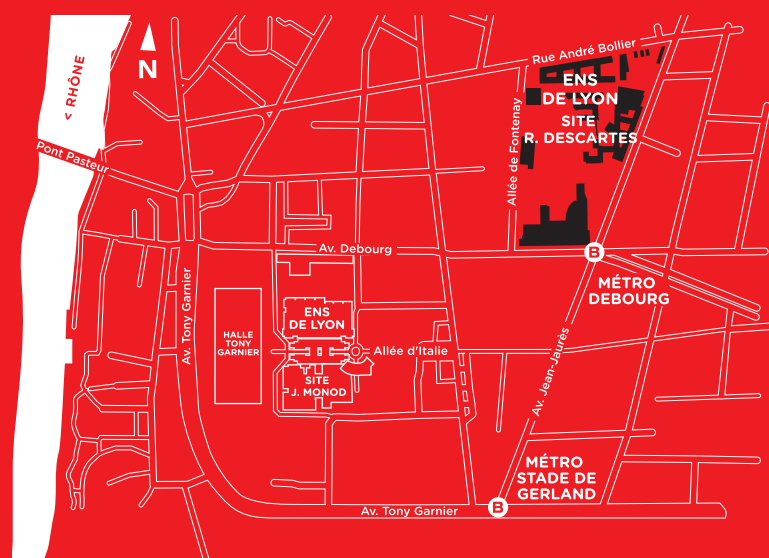 N
< RHÔNE
Pont Pasteur
Rue André Bollier
ENS
DE LYON
SITE
R. DESCARTES
Allée de Fontenay
Av. Debourg
B
MÉTRO
DEBOURG
Av. Tony Garnier
HALLE
TONY
GARNIER
ENS
DE LYON
Allée d'Italie
SITE
J. MONOD
Av. Jean-Jaurès
MÉTRO
STADE DE
GERLAND
Av. Tony Garnier
B